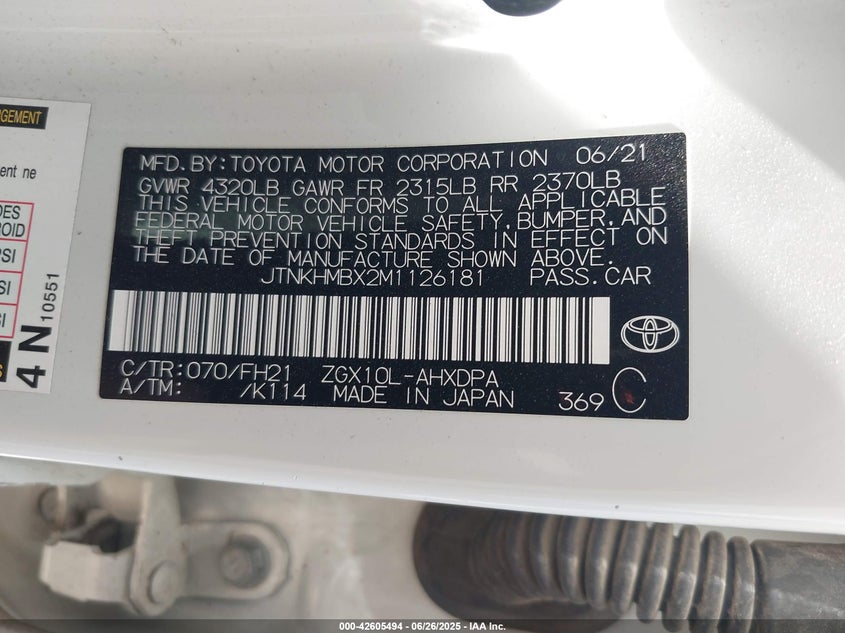 GEMENT
ent ne
DES
ROID
PSI
SI
SI
S
4 N 10551
MFD.BY:TOYOTA MOTOR CORPORATION 06/21
GVWR 4320LB GAWR FR 2315LB RR 2370LB
THIS VEHICLE CONFORMS TO ALL APPLICABLE
FEDERAL MOTOR VEHICLE SAFETY,BUMPER,AND
THEFT PREVENTION STANDARDS IN EFFECT ON
THE DATE OF MANUFACTURE SHOWN ABOVE.
JTNKHMBX2M1126181 PASS.CAR
C/TR:070/FH21 ZGX10L-AHXDPA
A/TM: /K114 MADE IN JAPAN 369 C
000-42605494 - 06/26/2025 - IAA Inc.